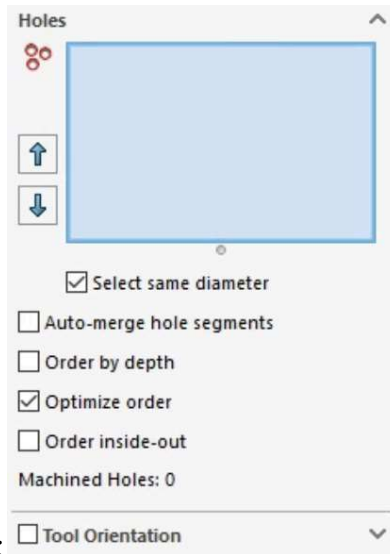 Holes
Select same diameter
Auto-merge hole segments
Order by depth
Optimize order
Order inside-out
Machined Holes: 0
Tool Orientation